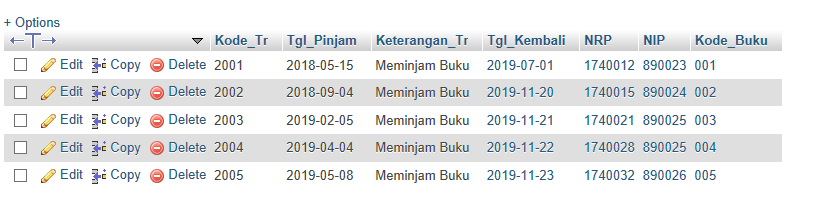 + Options
Kode_Tr Tgl_Pinjam Keterangan_Tr Tgl_Kembali NRP NIP Kode_Buku
Edit Copy Delete 2001 2018-05-15 Meminjam Buku 2019-07-01 1740012 890023 001
Edit Copy Delete 2002 2018-09-04 Meminjam Buku 2019-11-20 1740015 890024 002
Edit Copy Delete 2003 2019-02-05 Meminjam Buku 2019-11-21 1740021 890025 003
Edit Copy Delete 2004 2019-04-04 Meminjam Buku 2019-11-22 1740028 890025 004
Edit Copy Delete 2005 2019-05-08 Meminjam Buku 2019-11-23 1740032 890026 005